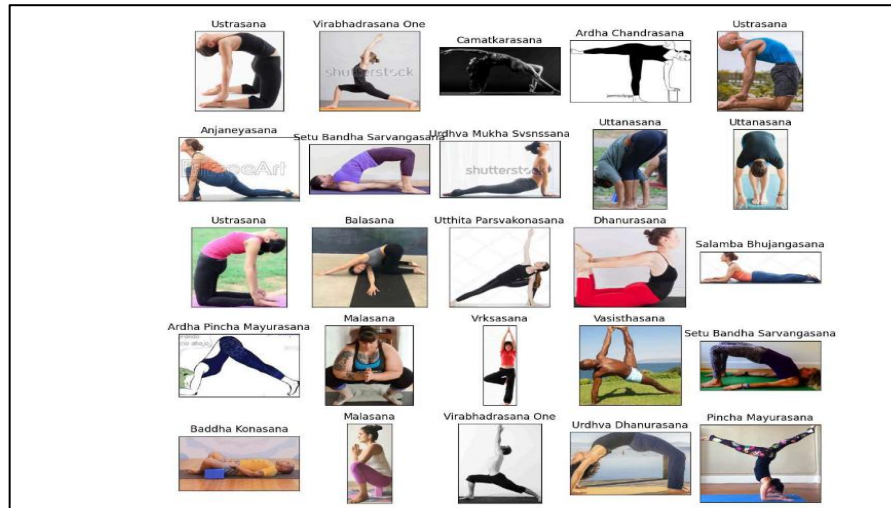 Ustrasana
Virabhadrasana One
Camatkarasana
Ardha Chandrasana
Ustrasana
shutterstock
Anjaneyasana
Setu Bandha Sarvangasana
Urdhva Mukha Svsnssana
Uttanasana
Uttanasana
shutterstock
Ustrasana
Balasana
Utthita Parsvakonasana
Dhanurasana
Salamba Bhujangasana
Ardha Pincha Mayurasana
Malasana
Vrksasana
Vasisthasana
Setu Bandha Sarvangasana
Baddha Konasana
Malasana
Virabhadrasana One
Urdhva Dhanurasana
Pincha Mayurasana